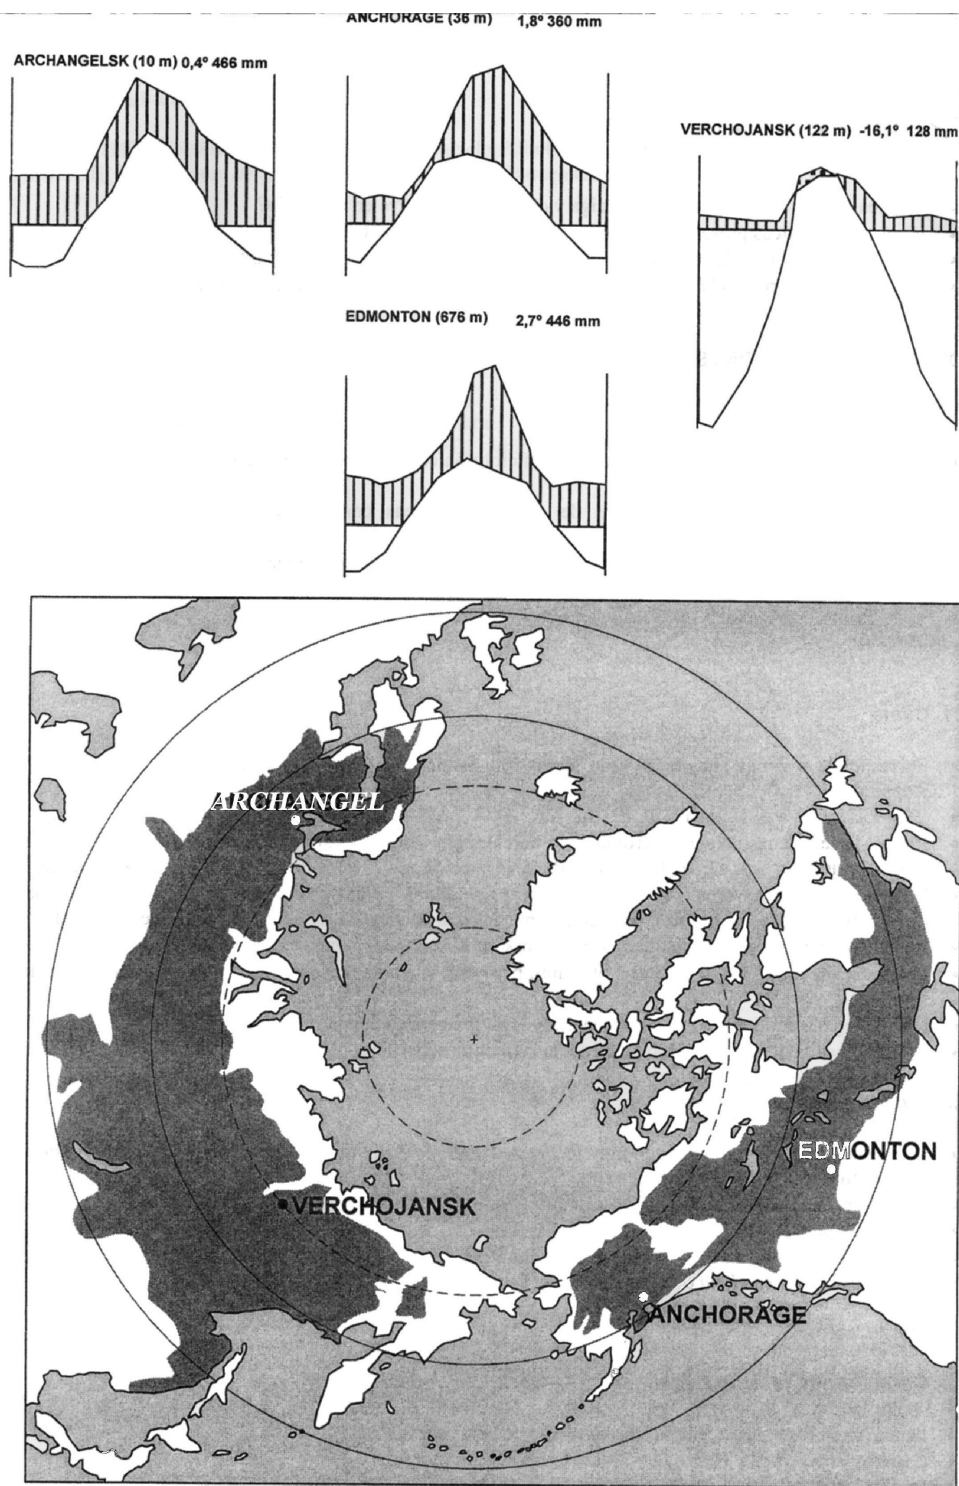 ANCHORAGE (36 m) 1,8° 360 mm
ARCHANGELSK (10 m) 0,4° 466 mm
VERCHOJANSK (122 m) -16,1° 128 mm
EDMONTON (676 m) 2,7° 446 mm
ARCHANGEL
EDMONTON
VERCHOJANSK
ANCHORAGE